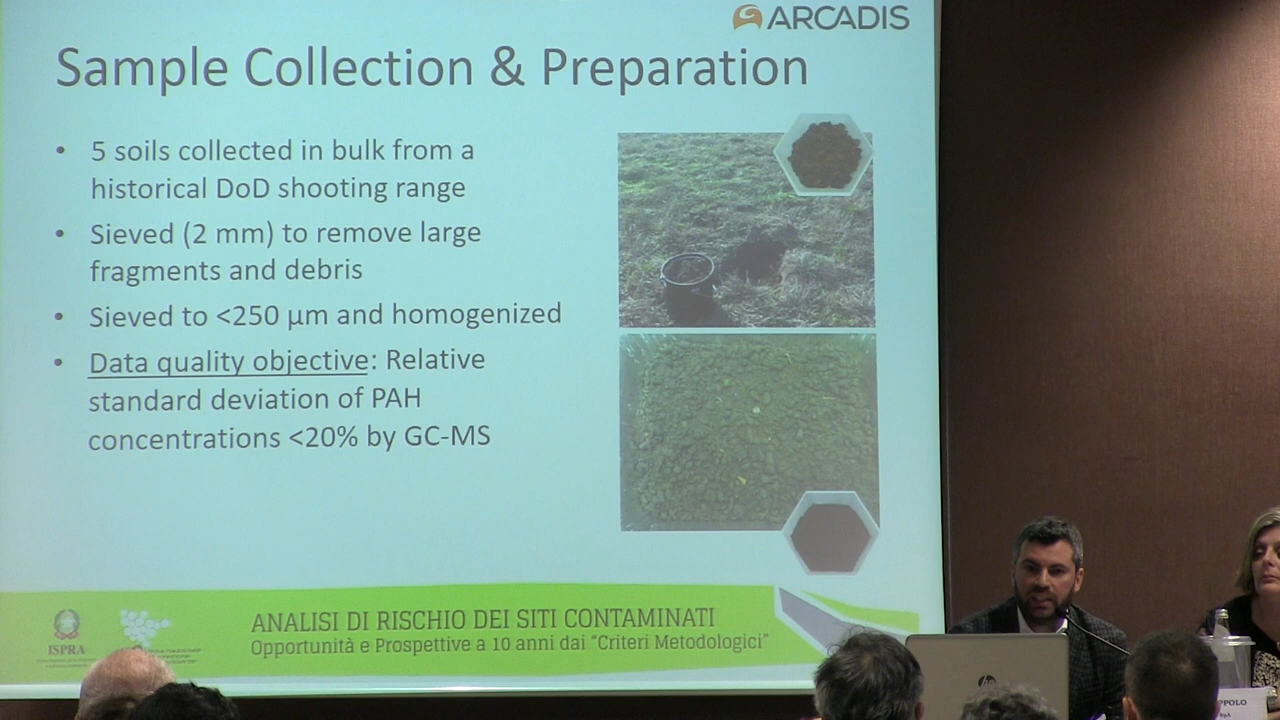 ARCADIS
Sample Collection & Preparation
• 5 soils collected in bulk from a
historical DoD shooting range
• Sieved (2 mm) to remove large
fragments and debris
• Sieved to <250 µm and homogenized
• Data quality objective: Relative
standard deviation of PAH
concentrations <20% by GC-MS
ISPRA
ANALISI DI RISCHIO DEI SITI CONTAMINATI
Opportunità e Prospettive a 10 anni dai "Criteri Metodologici"
hp